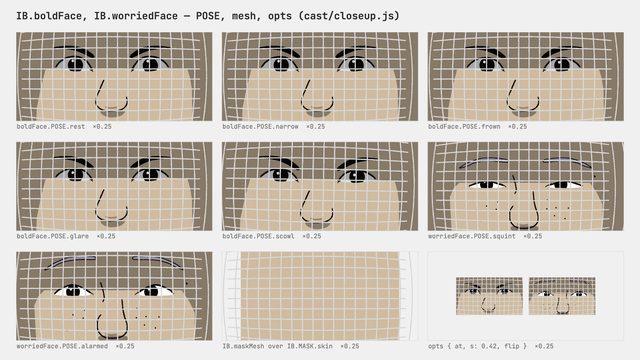 IB.boldFace, IB.worriedFace — POSE, mesh, opts (cast/closeup.js)
boldFace.POSE.rest ×0.25
boldFace.POSE.narrow ×0.25
boldFace.POSE.frown ×0.25
boldFace.POSE.glare ×0.25
boldFace.POSE.scowl ×0.25
worriedFace.POSE.squint ×0.25
worriedFace.POSE.alarmed ×0.25
IB.maskMesh over IB.MASK.skin ×0.25
opts { at, s: 0.42, flip } ×0.25